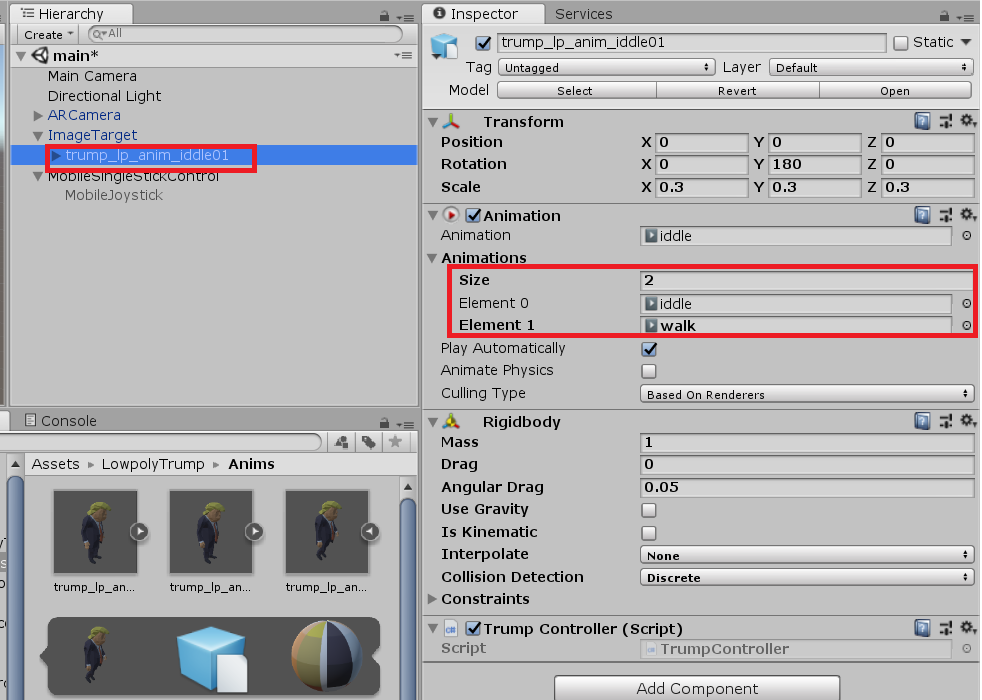 Hierarchy
Create
All
main*
Main Camera
Directional Light
ARCamera
ImageTarget
trump_lp_anim_iddle01
MobileSingleStickControl
MobileJoystick
Console
Assets LowpolyTrump Anims
trump_lp_an... trump_lp_an... trump_lp_an...
Inspector Services
trump_lp_anim_iddle01 Static
Tag Untagged Layer Default
Model Select Revert Open
Transform
Position X 0 Y 0 Z 0
Rotation X 0 Y 180 Z 0
Scale X 0.3 Y 0.3 Z 0.3
Animation
Animation iddle
Animations
Size 2
Element 0 iddle
Element 1 walk
Play Automatically
Animate Physics
Culling Type Based On Renderers
Rigidbody
Mass 1
Drag 0
Angular Drag 0.05
Use Gravity
Is Kinematic
Interpolate None
Collision Detection Discrete
Constraints
Trump Controller (Script)
Script TrumpController
Add Component